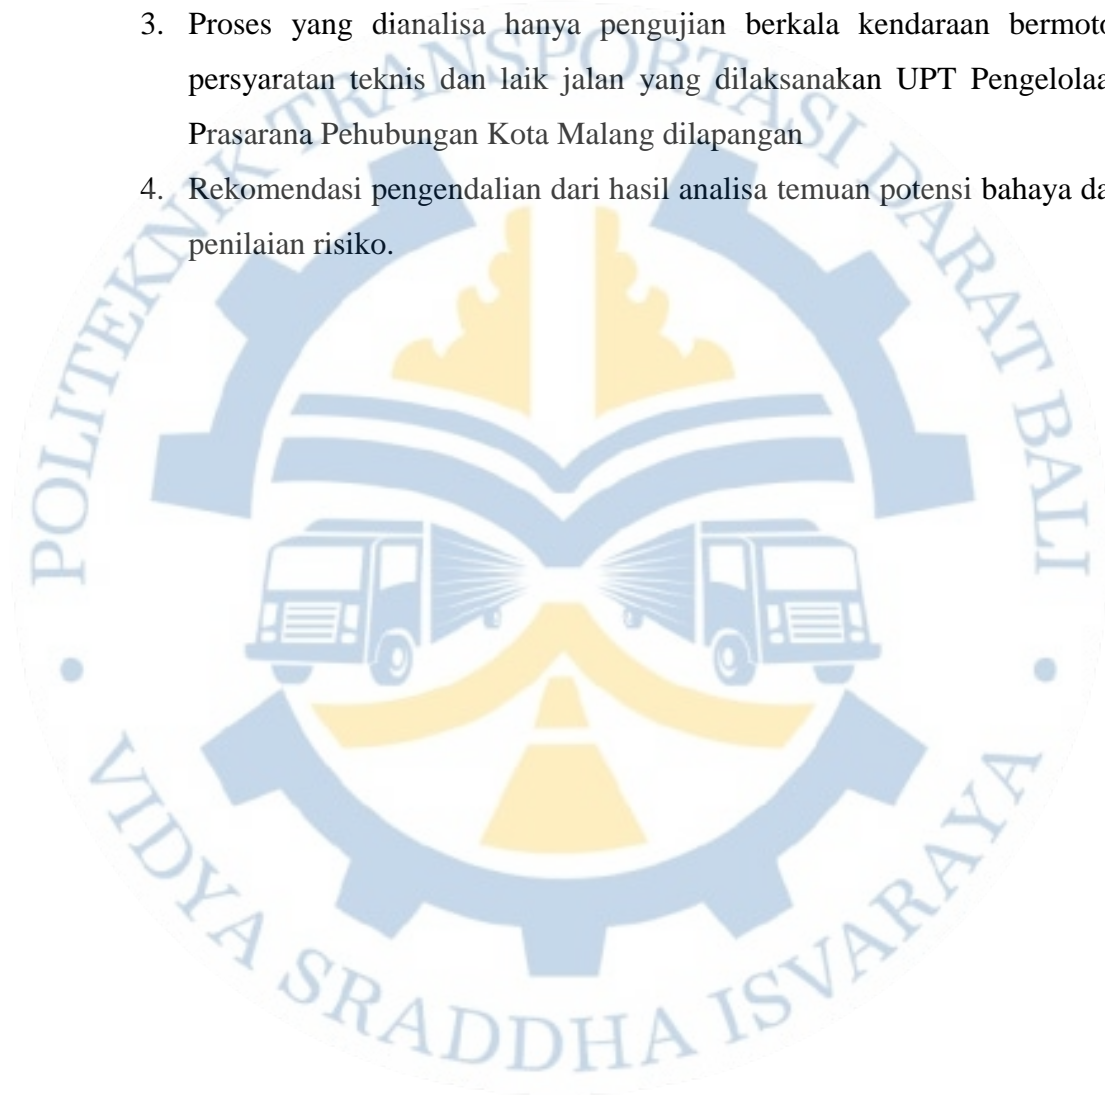 3. Proses yang dianalisa hanya pengujian berkala kendaraan bermoto
persyaratan teknis dan laik jalan yang dilaksanakan UPT Pengelolaa
Prasarana Pehubungan Kota Malang dilapangan
4. Rekomendasi pengendalian dari hasil analisa temuan potensi bahaya da
penilaian risiko.
POLITEKNIK TRANSPORTASI DARAT BALI
• VIDYA SRADDHA ISVARAYA •